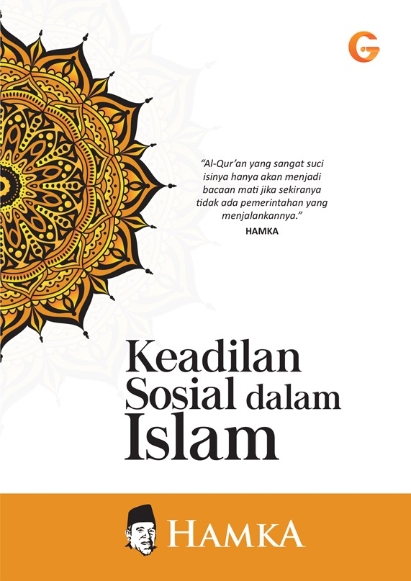 G
“Al-Qur’an yang sangat suci
isinya hanya akan menjadi
bacaan mati jika sekiranya
tidak ada pemerintahan yang
menjalankannya.”
HAMKA
Keadilan
Sosial dalam
Islam
HAMKA